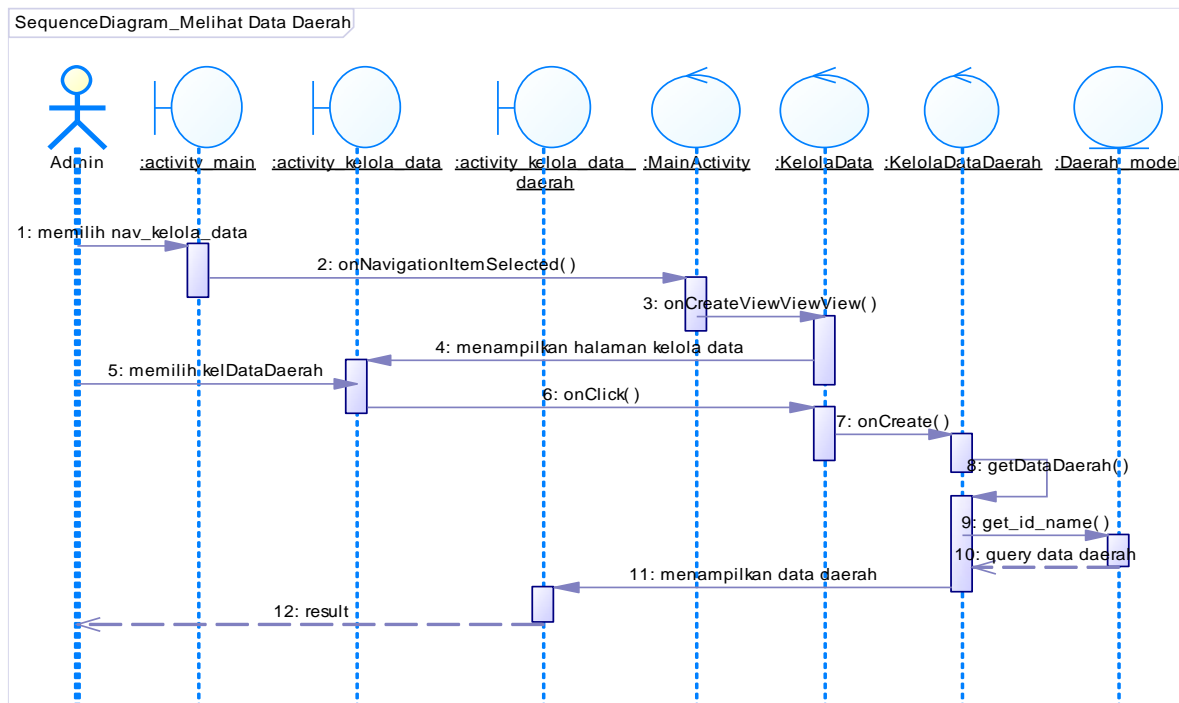 SequenceDiagram_Melihat Data Daerah
Admin
:activity_main
:activity_kelola_data
:activity_kelola_data_
daerah
:MainActivity
:KelolaData
:KelolaDataDaerah
:Daerah_model
1: memilih nav_kelola_data
2: onNavigationItemSelected()
3: onCreateViewViewView()
4: menampilkan halaman kelola data
5: memilih kelDataDaerah
6: onClick()
7: onCreate()
8: getDataDaerah()
9: get_id_name()
10: query data daerah
11: menampilkan data daerah
12: result